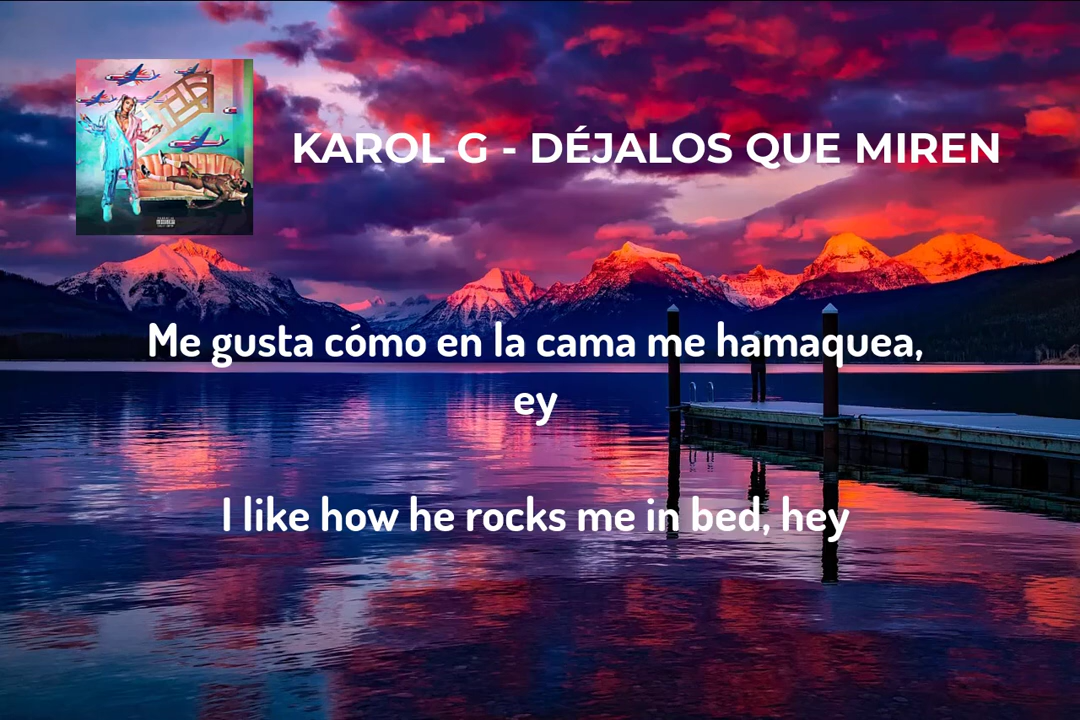 KAROL G - DÉJALOS QUE MIREN
Me gusta cómo en la cama me hamaquea,
ey
I like how he rocks me in bed, hey